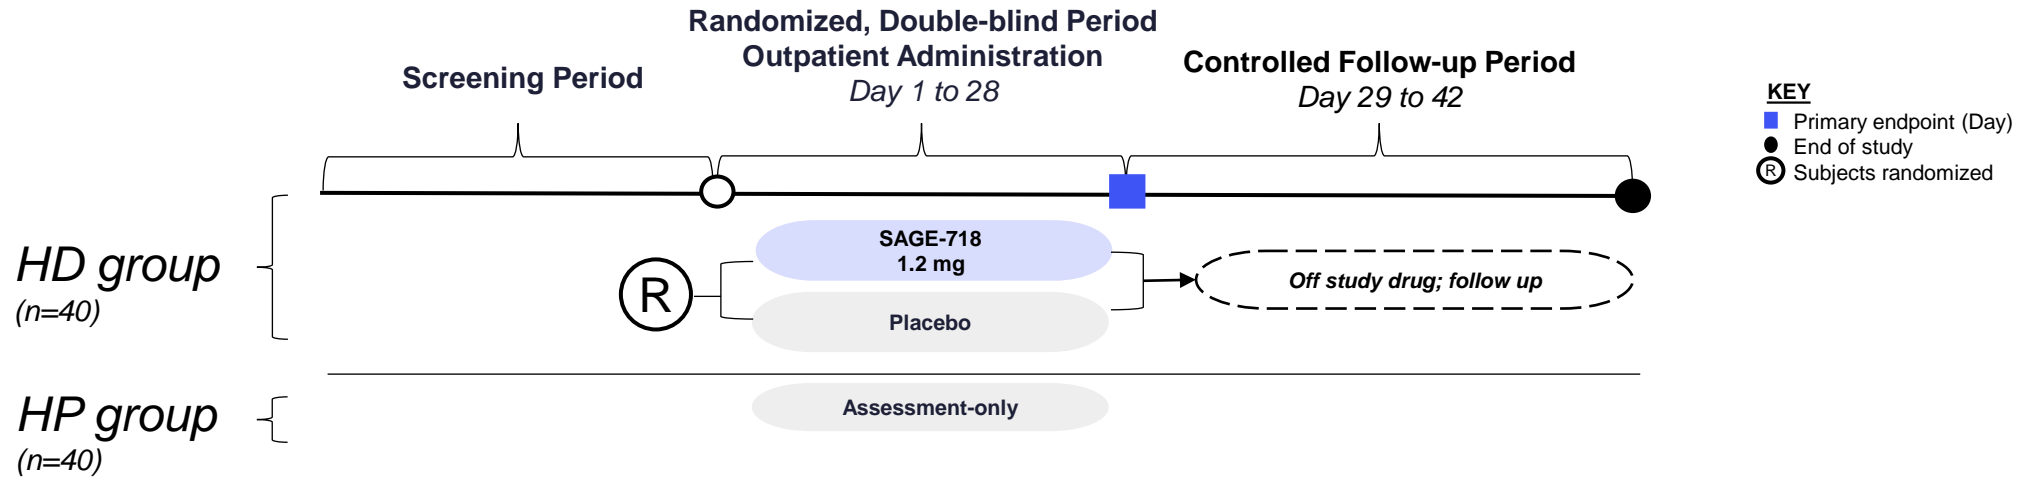 Randomized, Double-blind Period
Outpatient Administration
Day 1 to 28
Screening Period
Controlled Follow-up Period
Day 29 to 42
KEY
Primary endpoint (Day)
End of study
R Subjects randomized
HD group
(n=40)
R
SAGE-718
1.2 mg
Placebo
Off study drug; follow up
HP group
(n=40)
Assessment-only